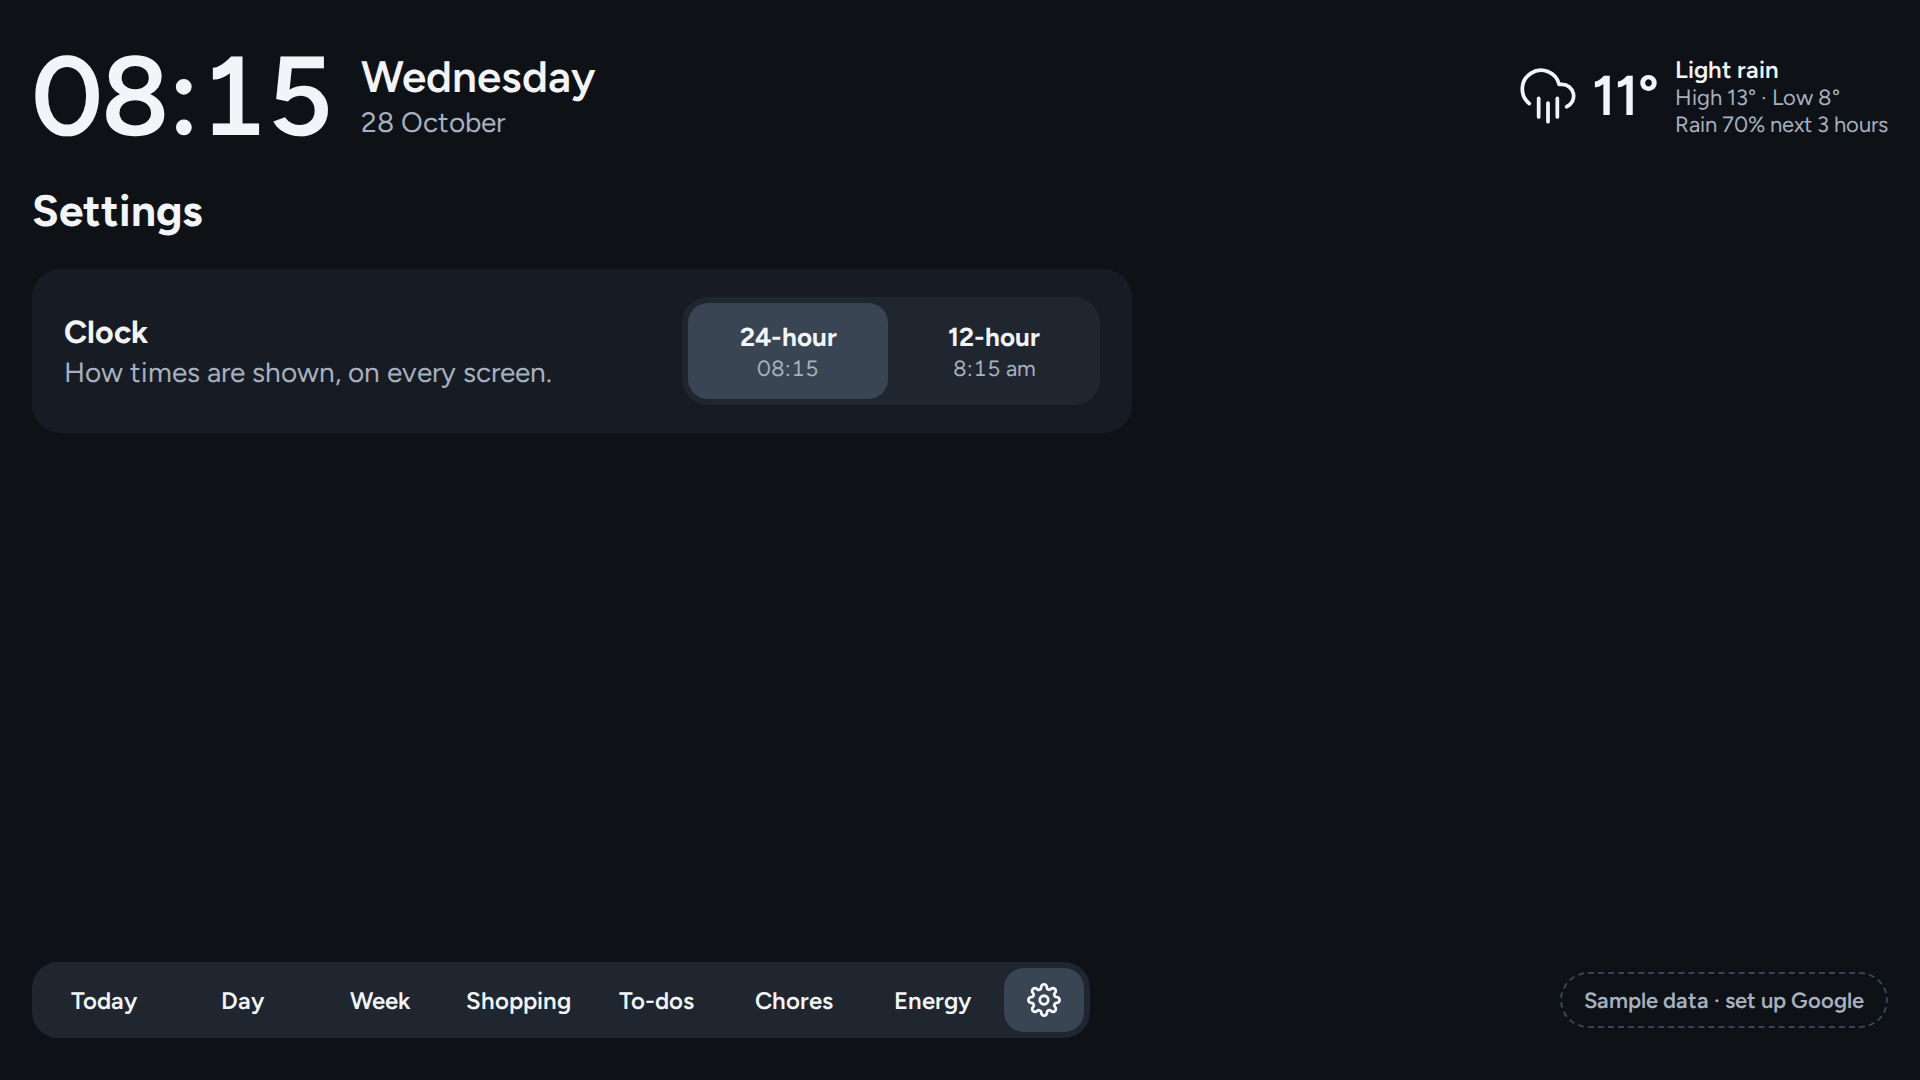 08:15
Wednesday
28 October
11°
Light rain
High 13° · Low 8°
Rain 70% next 3 hours
Settings
Clock
How times are shown, on every screen.
24-hour
08:15
12-hour
8:15 am
Today
Day
Week
Shopping
To-dos
Chores
Energy
Sample data · set up Google